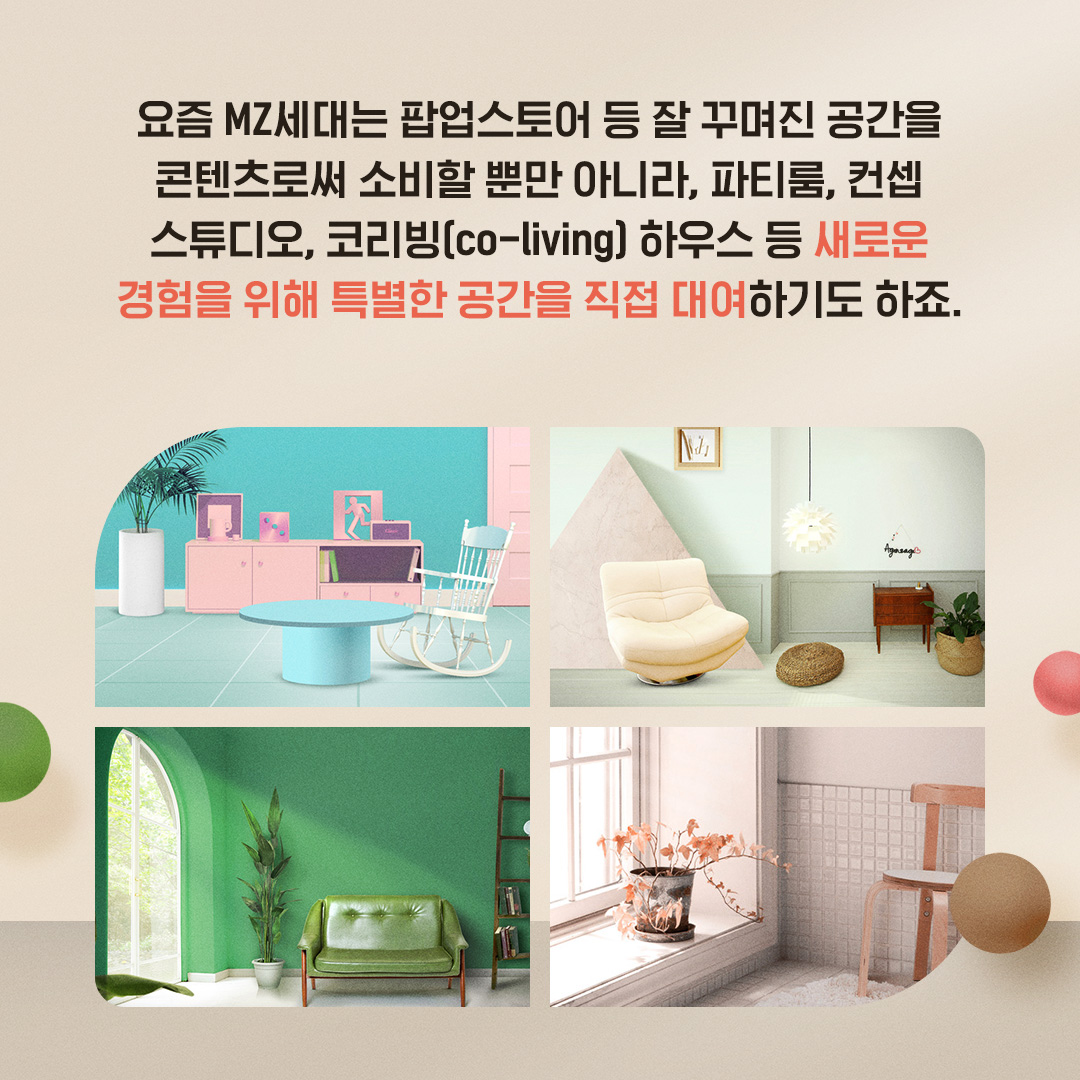 요즘 MZ세대는 팝업스토어 등 잘 꾸며진 공간을
콘텐츠로써 소비할 뿐만 아니라, 파티룸, 컨셉
스튜디오, 코리빙(co-living) 하우스 등 새로운
경험을 위해 특별한 공간을 직접 대여하기도 하죠.